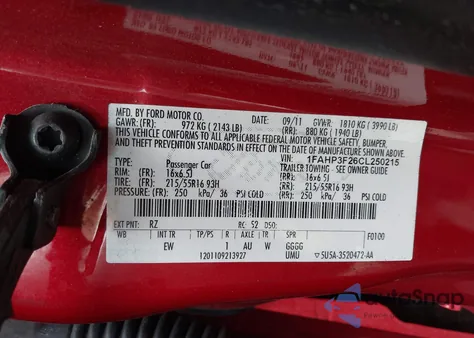 MFD. BY FORD MOTOR CO.
09/11 GVWR: 1810 KG ( 3990 LB)
GAWR: (FR): 972 KG ( 2143 LB) (RR): 880 KG ( 1940 LB)
THIS VEHICLE CONFORMS TO ALL APPLICABLE FEDERAL MOTOR VEHICLE SAFETY
AND THEFT PREVENTION STANDARDS IN EFFECT ON THE DATE OF MANUFACTURE SHOWN ABOVE.
VIN: 1FAHP3F26CL250215
TYPE: Passenger Car TRAILER TOWING - SEE OWNER GUIDE
RIM: (FR): 16x6.5J (RR): 16x6.5J
TIRE: (FR): 215/55R16 93H (RR): 215/55R16 93H
PSR: (FR): 250 kPa/ 36 PSI COLD (RR): 250 kPa/ 36 PSI COLD
EXT PNT: RZ RC: 52 DSO:
WB INT TR TP/PS R AXLE TR SPR F0100
EW 1 AU W GGGG
1201109213927 UMU ▽5U5A-3520472-AA
autoSnap